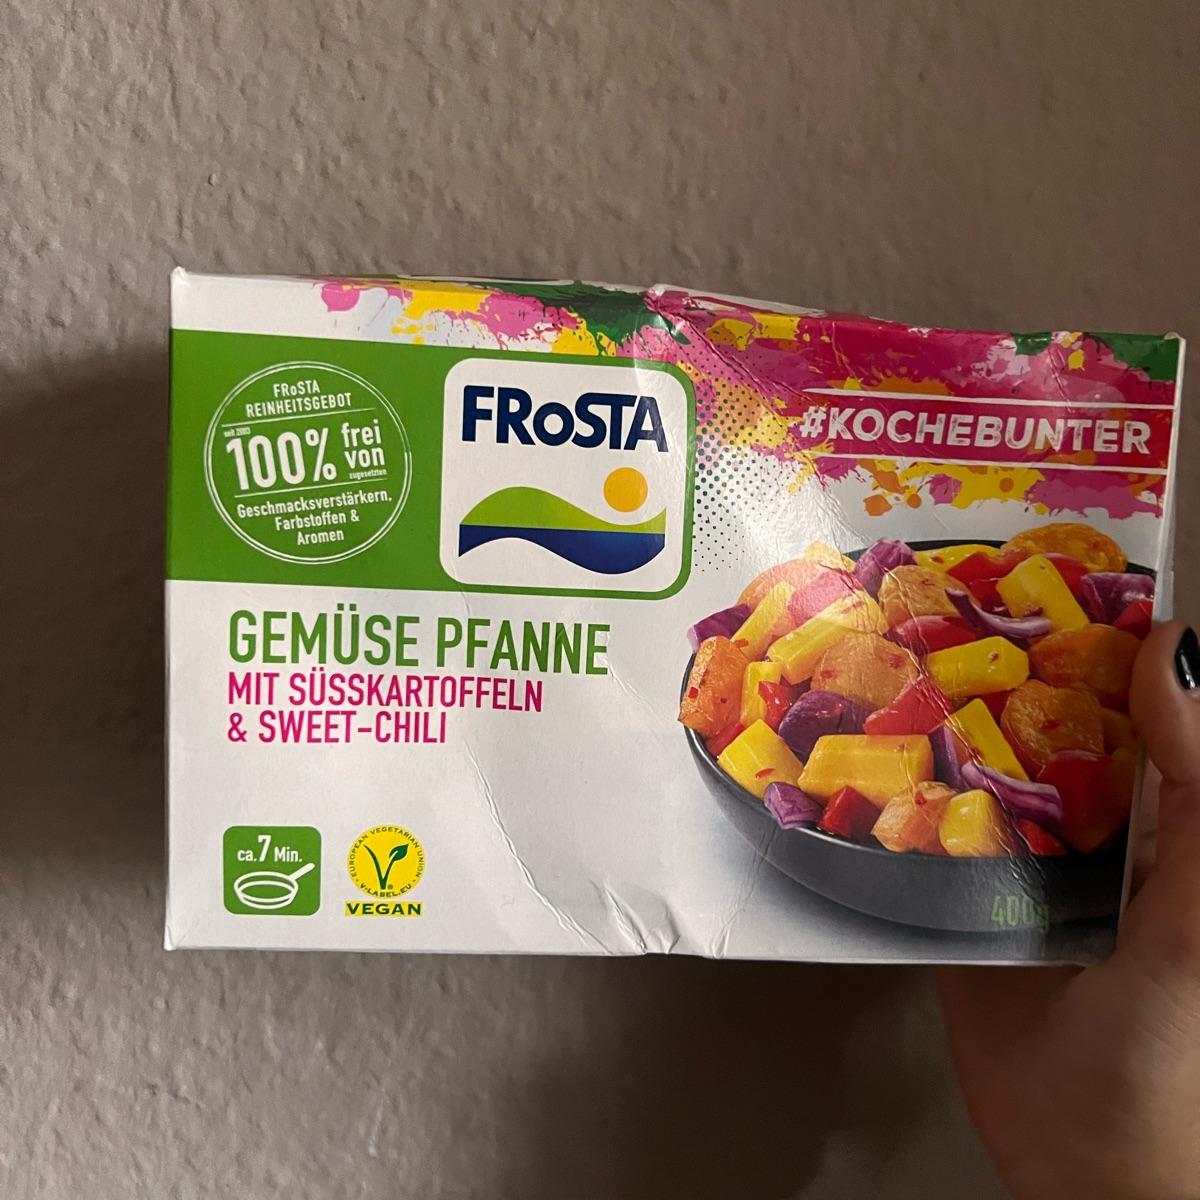 FRoSTA
REINHEITSGEBOT
seit 2003
100% frei von
zugesetzten
Geschmacksverstärkern,
Farbstoffen &
Aromen
FRoSTA
#KOCHEBUNTER
GEMÜSE PFANNE
MIT SÜSSKARTOFFELN
& SWEET-CHILI
ca.7 Min.
EUROPEAN VEGETARIAN UNION
V-LABEL.EU
VEGAN
400g